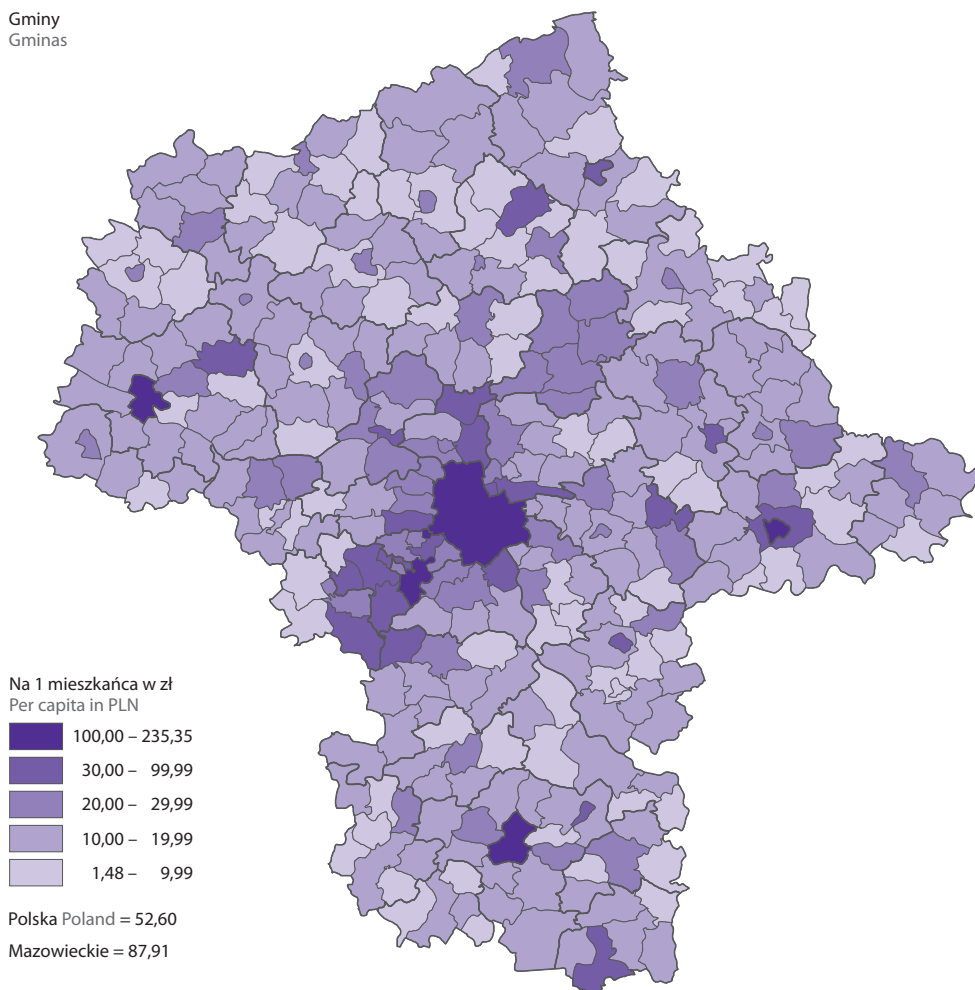 Gminy
Gminas
Na 1 mieszkańca w zł
Per capita in PLN
100,00 – 235,35
30,00 – 99,99
20,00 – 29,99
10,00 – 19,99
1,48 – 9,99
Polska Poland = 52,60
Mazowieckie = 87,91